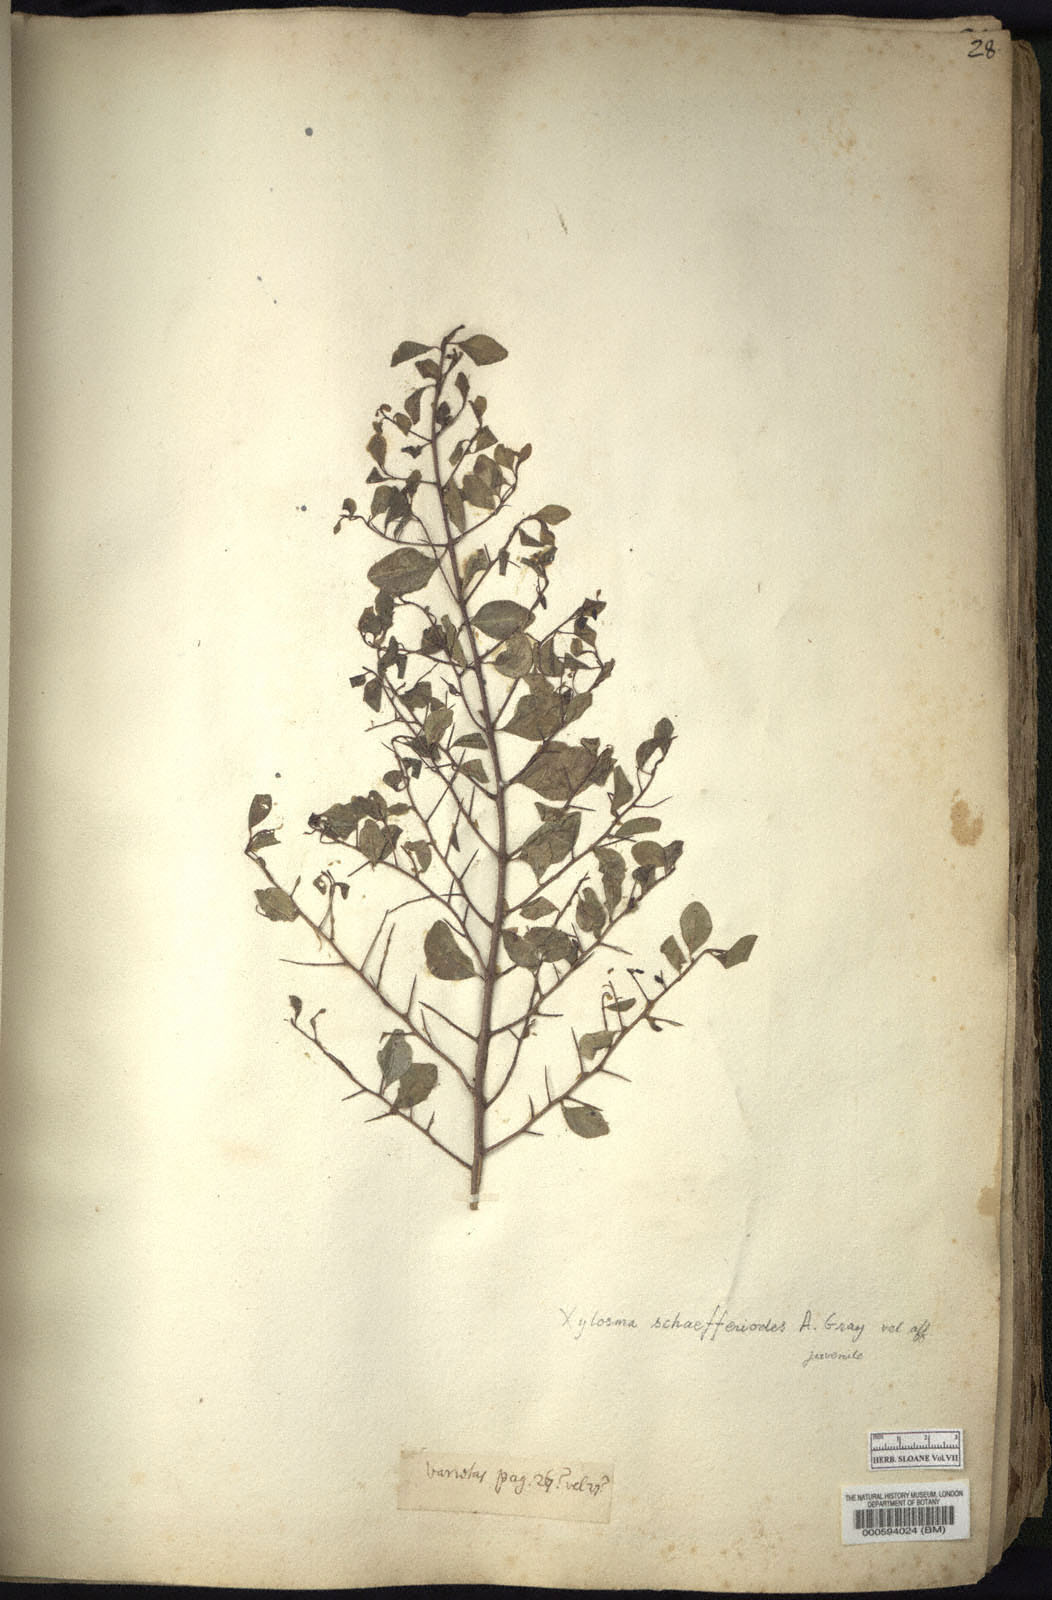 28
Xylosma schaefferiodes A. Gray vel aff
juvenile
varietas pag. 26? vel 27?
HERB. SLOANE Vol. VII
THE NATURAL HISTORY MUSEUM, LONDON
DEPARTMENT OF BOTANY
000594024 (BM)